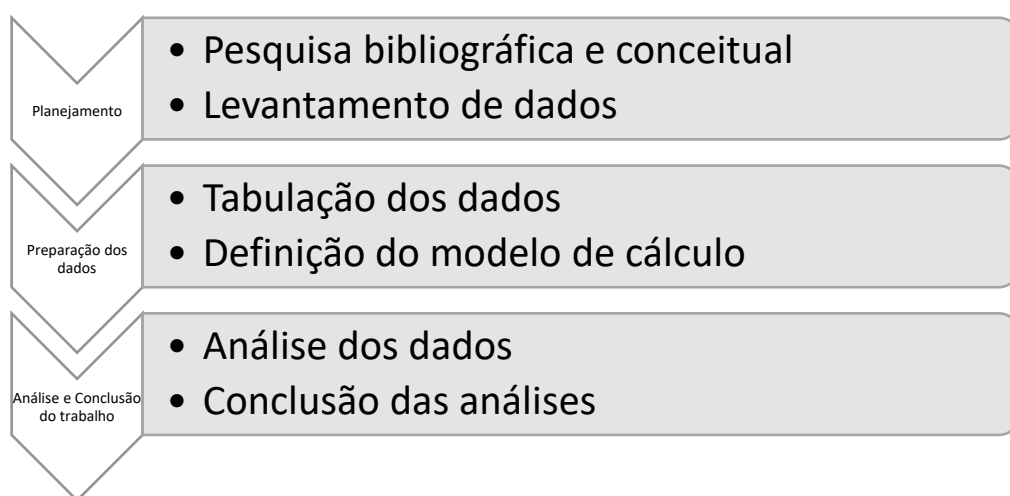 Planejamento
• Pesquisa bibliográfica e conceitual
• Levantamento de dados
Preparação dos
dados
• Tabulação dos dados
• Definição do modelo de cálculo
Análise e Conclusão
do trabalho
• Análise dos dados
• Conclusão das análises